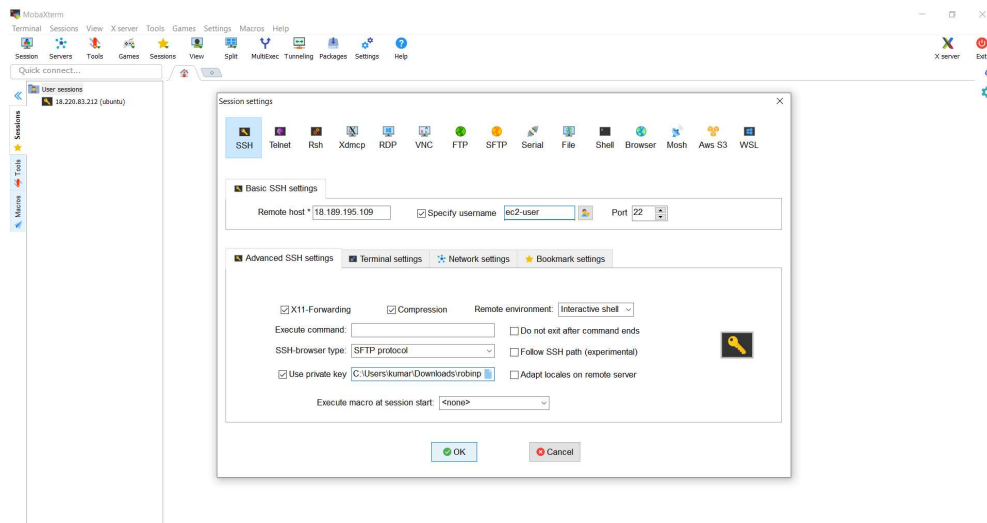 MobaXterm
Terminal Sessions View X server Tools Games Settings Macros Help
Session Servers Tools Games Sessions View Split MultiExec Tunneling Packages Settings Help X server Exit
Quick connect...
User sessions
18.220.83.212 (ubuntu)
Sessions
Tools
Macros
Session settings
SSH Telnet Rsh Xdmcp RDP VNC FTP SFTP Serial File Shell Browser Mosh Aws S3 WSL
Basic SSH settings
Remote host * 18.189.195.109 Specify username ec2-user Port 22
Advanced SSH settings Terminal settings Network settings Bookmark settings
X11-Forwarding Compression Remote environment: Interactive shell
Execute command: Do not exit after command ends
SSH-browser type: SFTP protocol Follow SSH path (experimental)
Use private key C:\Users\kumar\Downloads\robinp Adapt locales on remote server
Execute macro at session start: <none>
OK Cancel